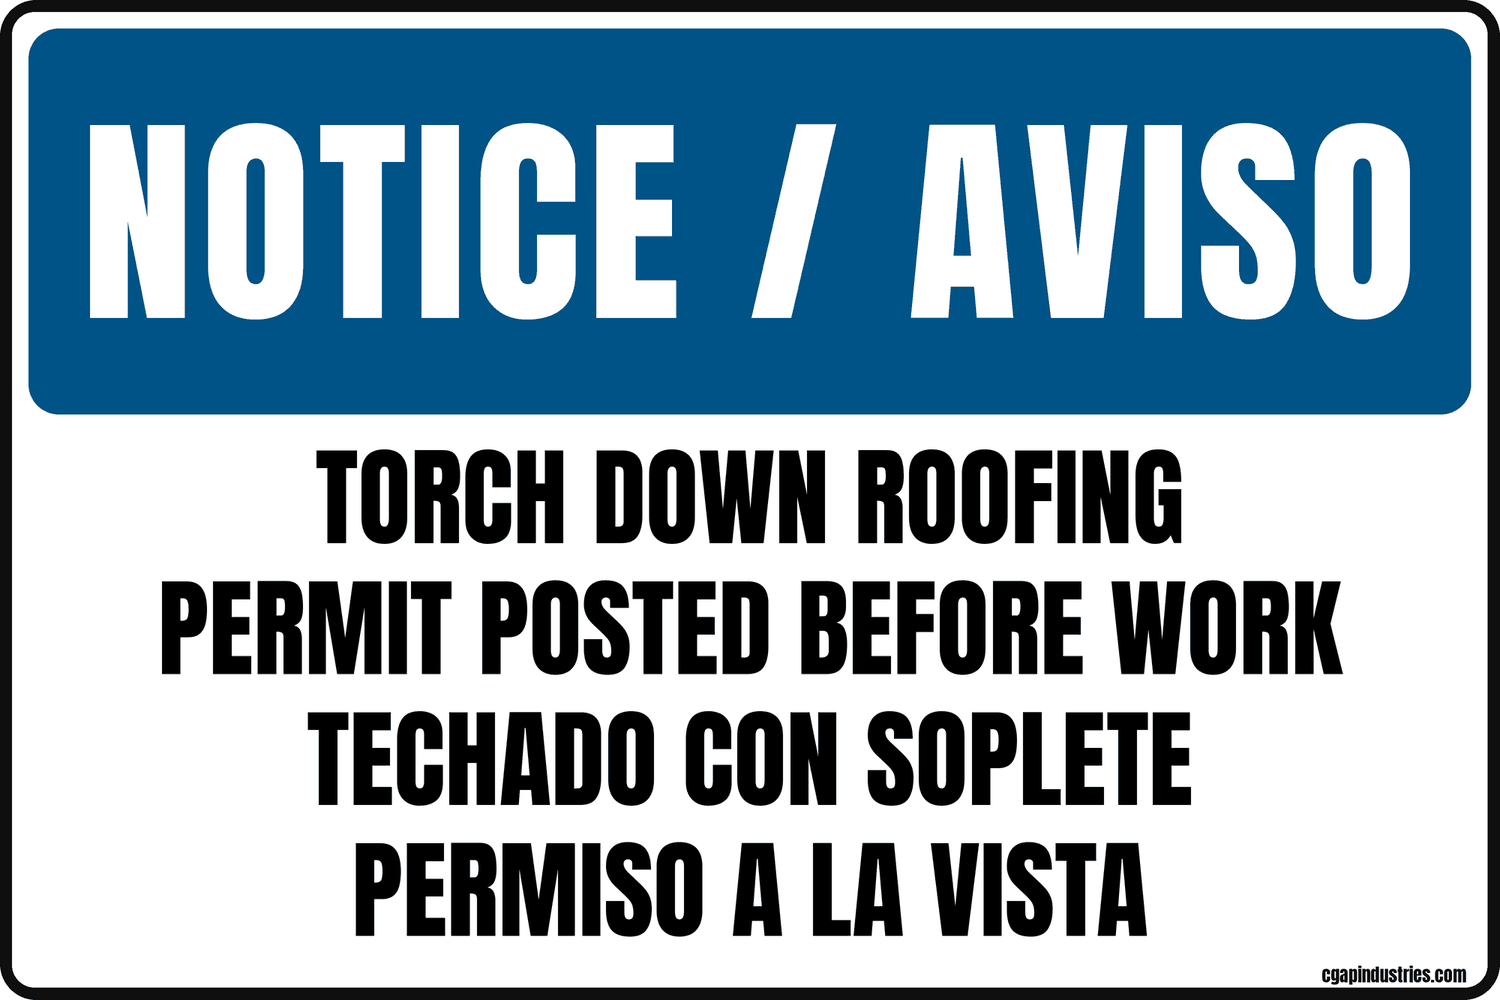 NOTICE / AVISO
TORCH DOWN ROOFING
PERMIT POSTED BEFORE WORK
TECHADO CON SOPLETE
PERMISO A LA VISTA
cgapindustries.com